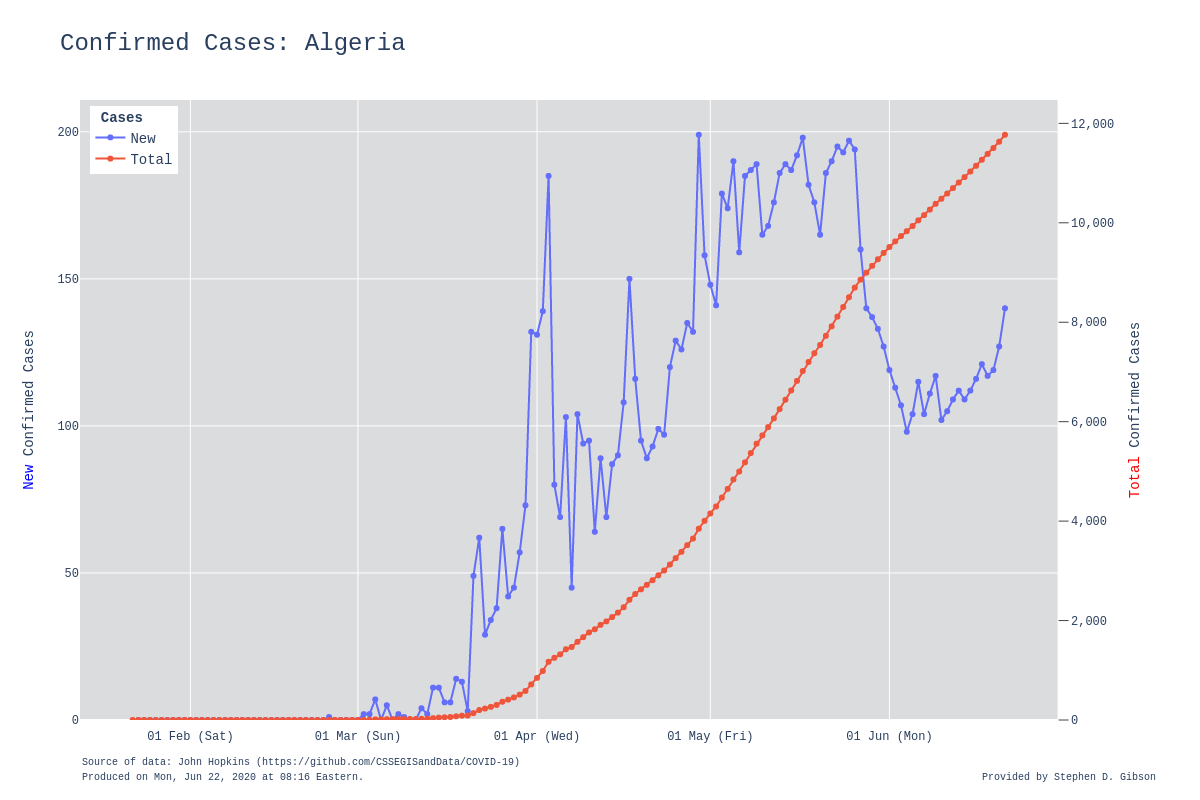 Confirmed Cases: Algeria
Cases
New
Total
200
150
100
50
0
12,000
10,000
8,000
6,000
4,000
2,000
0
New Confirmed Cases
Total Confirmed Cases
01 Feb (Sat)
01 Mar (Sun)
01 Apr (Wed)
01 May (Fri)
01 Jun (Mon)
Source of data: John Hopkins (https://github.com/CSSEGISandData/COVID-19)
Produced on Mon, Jun 22, 2020 at 08:16 Eastern.
Provided by Stephen D. Gibson